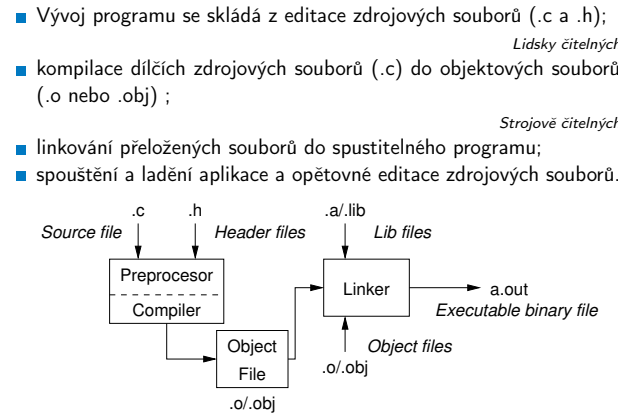 Vývoj programu se skládá z editace zdrojových souborů (.c a .h);
Lidsky čitelných
kompilace dílčích zdrojových souborů (.c) do objektových souborů
(.o nebo .obj) ;
Strojově čitelných
linkování přeložených souborů do spustitelného programu;
spouštění a ladění aplikace a opětovné editace zdrojových souborů.
.c .h .a/.lib
Source file Header files Lib files
Preprocesor
Linker a.out
Compiler Executable binary file
Object Object files
File .o/.obj
.o/.obj